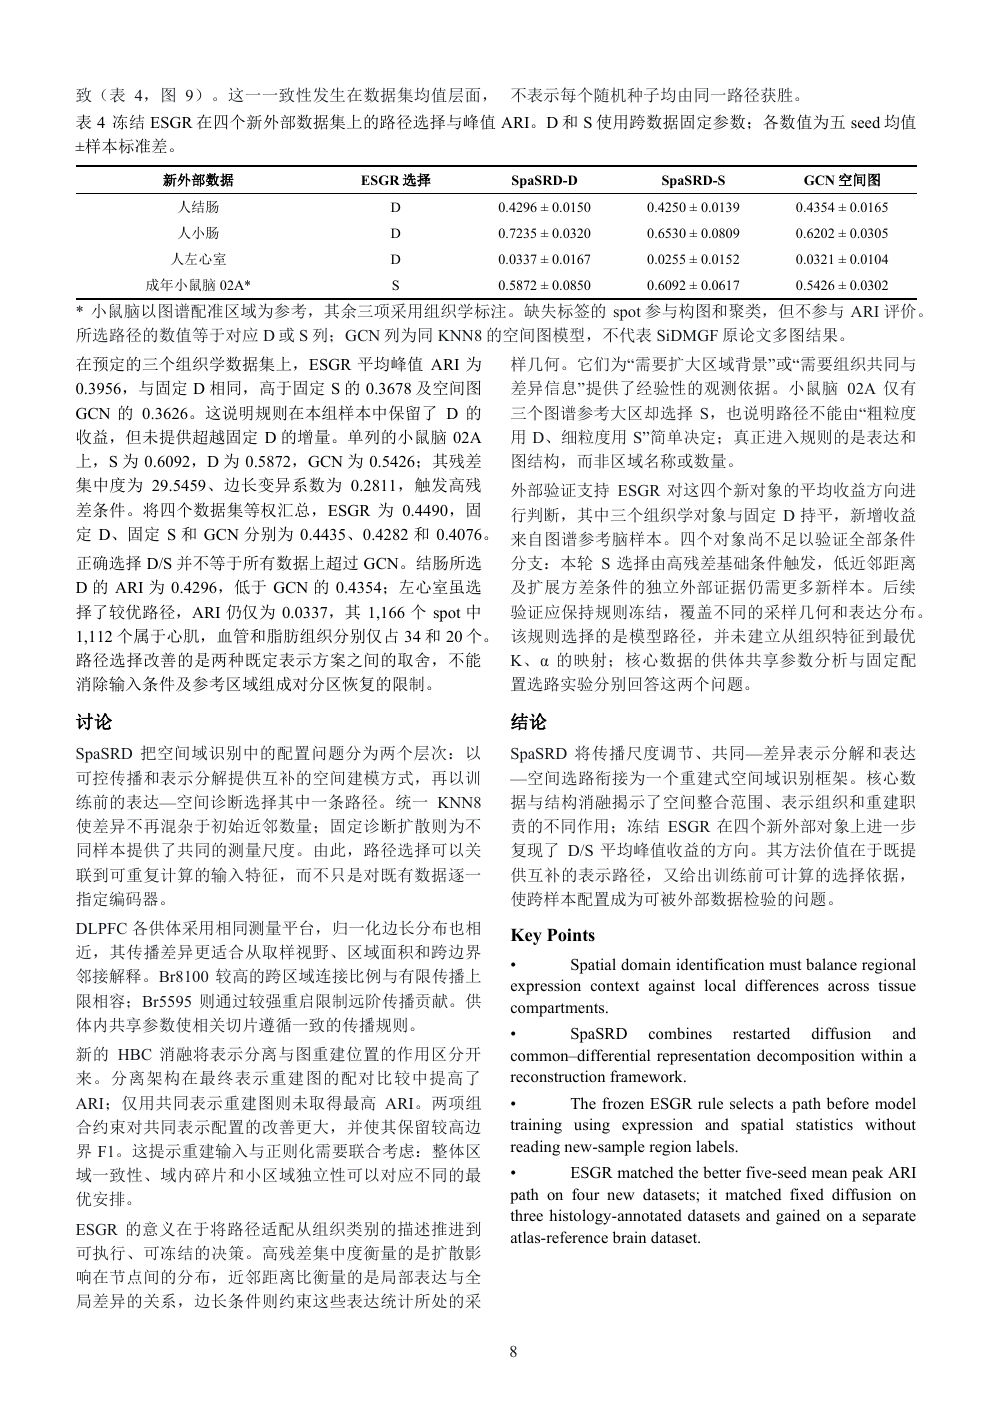 致（表 4，图 9）。这一一致性发生在数据集均值层面，
不表示每个随机种子均由同一路径获胜。
表 4 冻结 ESGR 在四个新外部数据集上的路径选择与峰值 ARI。D 和 S 使用跨数据固定参数；各数值为五 seed 均值
±样本标准差。
新外部数据 ESGR 选择 SpaSRD-D SpaSRD-S GCN 空间图
人结肠 D 0.4296 ± 0.0150 0.4250 ± 0.0139 0.4354 ± 0.0165
人小肠 D 0.7235 ± 0.0320 0.6530 ± 0.0809 0.6202 ± 0.0305
人左心室 D 0.0337 ± 0.0167 0.0255 ± 0.0152 0.0321 ± 0.0104
成年小鼠脑 02A* S 0.5872 ± 0.0850 0.6092 ± 0.0617 0.5426 ± 0.0302
* 小鼠脑以图谱配准区域为参考，其余三项采用组织学标注。缺失标签的 spot 参与构图和聚类，但不参与 ARI 评价。
所选路径的数值等于对应 D 或 S 列；GCN 列为同 KNN8 的空间图模型，不代表 SiDMGF 原论文多图结果。
在预定的三个组织学数据集上，ESGR 平均峰值 ARI 为
0.3956，与固定 D 相同，高于固定 S 的 0.3678 及空间图
GCN 的 0.3626。这说明规则在本组样本中保留了 D 的
收益，但未提供超越固定 D 的增量。单列的小鼠脑 02A
上，S 为 0.6092，D 为 0.5872，GCN 为 0.5426；其残差
集中度为 29.5459、边长变异系数为 0.2811，触发高残
差条件。将四个数据集等权汇总，ESGR 为 0.4490，固
定 D、固定 S 和 GCN 分别为 0.4435、0.4282 和 0.4076。
正确选择 D/S 并不等于所有数据上超过 GCN。结肠所选
D 的 ARI 为 0.4296，低于 GCN 的 0.4354；左心室虽选
择了较优路径，ARI 仍仅为 0.0337，其 1,166 个 spot 中
1,112 个属于心肌，血管和脂肪组织分别仅占 34 和 20 个。
路径选择改善的是两种既定表示方案之间的取舍，不能
消除输入条件及参考区域组成对分区恢复的限制。
讨论
SpaSRD 把空间域识别中的配置问题分为两个层次：以
可控传播和表示分解提供互补的空间建模方式，再以训
练前的表达—空间诊断选择其中一条路径。统一 KNN8
使差异不再混杂于初始近邻数量；固定诊断扩散则为不
同样本提供了共同的测量尺度。由此，路径选择可以关
联到可重复计算的输入特征，而不只是对既有数据逐一
指定编码器。
DLPFC 各供体采用相同测量平台，归一化边长分布也相
近，其传播差异更适合从取样视野、区域面积和跨边界
邻接解释。Br8100 较高的跨区域连接比例与有限传播上
限相容；Br5595 则通过较强重启限制远阶传播贡献。供
体内共享参数使相关切片遵循一致的传播规则。
新的 HBC 消融将表示分离与图重建位置的作用区分开
来。分离架构在最终表示重建图的配对比较中提高了
ARI；仅用共同表示重建图则未取得最高 ARI。两项组
合约束对共同表示配置的改善更大，并使其保留较高边
界 F1。这提示重建输入与正则化需要联合考虑：整体区
域一致性、域内碎片和小区域独立性可以对应不同的最
优安排。
ESGR 的意义在于将路径适配从组织类别的描述推进到
可执行、可冻结的决策。高残差集中度衡量的是扩散影
响在节点间的分布，近邻距离比衡量的是局部表达与全
局差异的关系，边长条件则约束这些表达统计所处的采
样几何。它们为“需要扩大区域背景”或“需要组织共同与
差异信息”提供了经验性的观测依据。小鼠脑 02A 仅有
三个图谱参考大区却选择 S，也说明路径不能由“粗粒度
用 D、细粒度用 S”简单决定；真正进入规则的是表达和
图结构，而非区域名称或数量。
外部验证支持 ESGR 对这四个新对象的平均收益方向进
行判断，其中三个组织学对象与固定 D 持平，新增收益
来自图谱参考脑样本。四个对象尚不足以验证全部条件
分支：本轮 S 选择由高残差基础条件触发，低近邻距离
及扩展方差条件的独立外部证据仍需更多新样本。后续
验证应保持规则冻结，覆盖不同的采样几何和表达分布。
该规则选择的是模型路径，并未建立从组织特征到最优
K、α 的映射；核心数据的供体共享参数分析与固定配
置选路实验分别回答这两个问题。
结论
SpaSRD 将传播尺度调节、共同—差异表示分解和表达
—空间选路衔接为一个重建式空间域识别框架。核心数
据与结构消融揭示了空间整合范围、表示组织和重建职
责的不同作用；冻结 ESGR 在四个新外部对象上进一步
复现了 D/S 平均峰值收益的方向。其方法价值在于既提
供互补的表示路径，又给出训练前可计算的选择依据，
使跨样本配置成为可被外部数据检验的问题。
Key Points
• Spatial domain identification must balance regional
expression context against local differences across tissue
compartments.
• SpaSRD combines restarted diffusion and
common–differential representation decomposition within a
reconstruction framework.
• The frozen ESGR rule selects a path before model
training using expression and spatial statistics without
reading new-sample region labels.
• ESGR matched the better five-seed mean peak ARI
path on four new datasets; it matched fixed diffusion on
three histology-annotated datasets and gained on a separate
atlas-reference brain dataset.
8